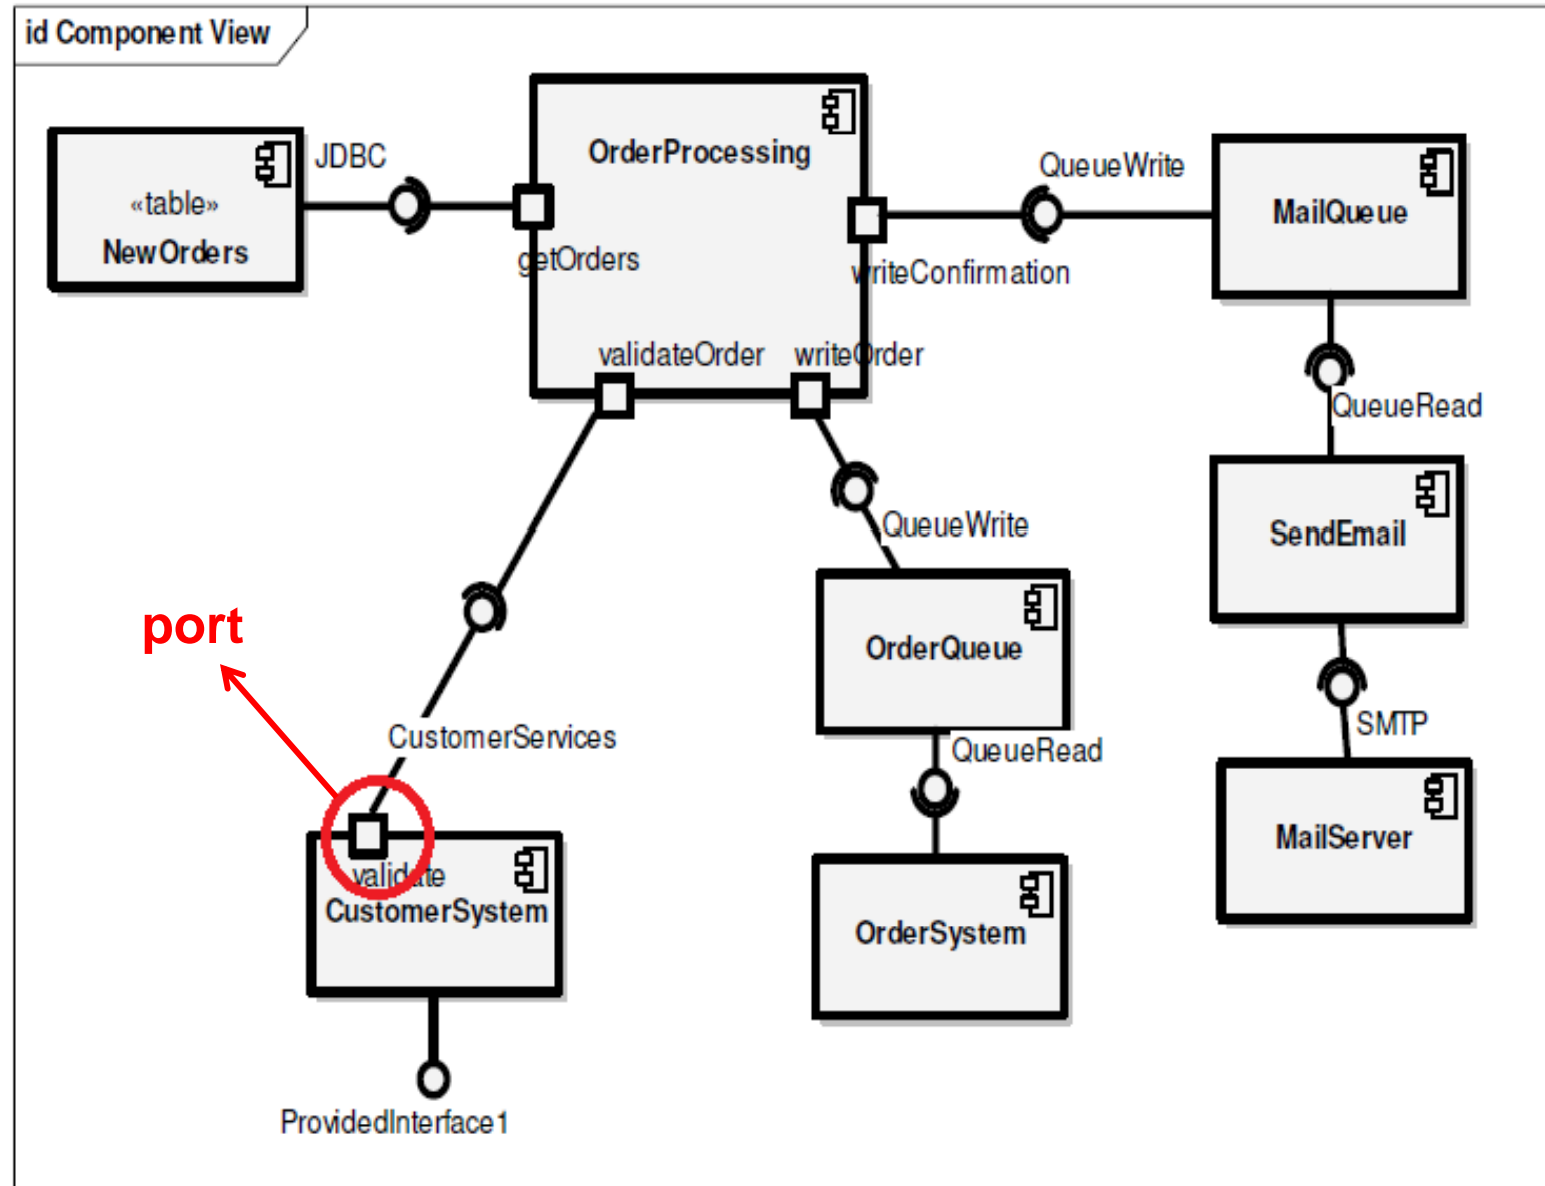 id Component View
JDBC
«table»
NewOrders
OrderProcessing
getOrders
validateOrder
writeOrder
writeConfirmation
QueueWrite
MailQueue
QueueRead
SendEmail
SMTP
MailServer
QueueWrite
OrderQueue
QueueRead
OrderSystem
port
CustomerServices
validate
CustomerSystem
ProvidedInterface1